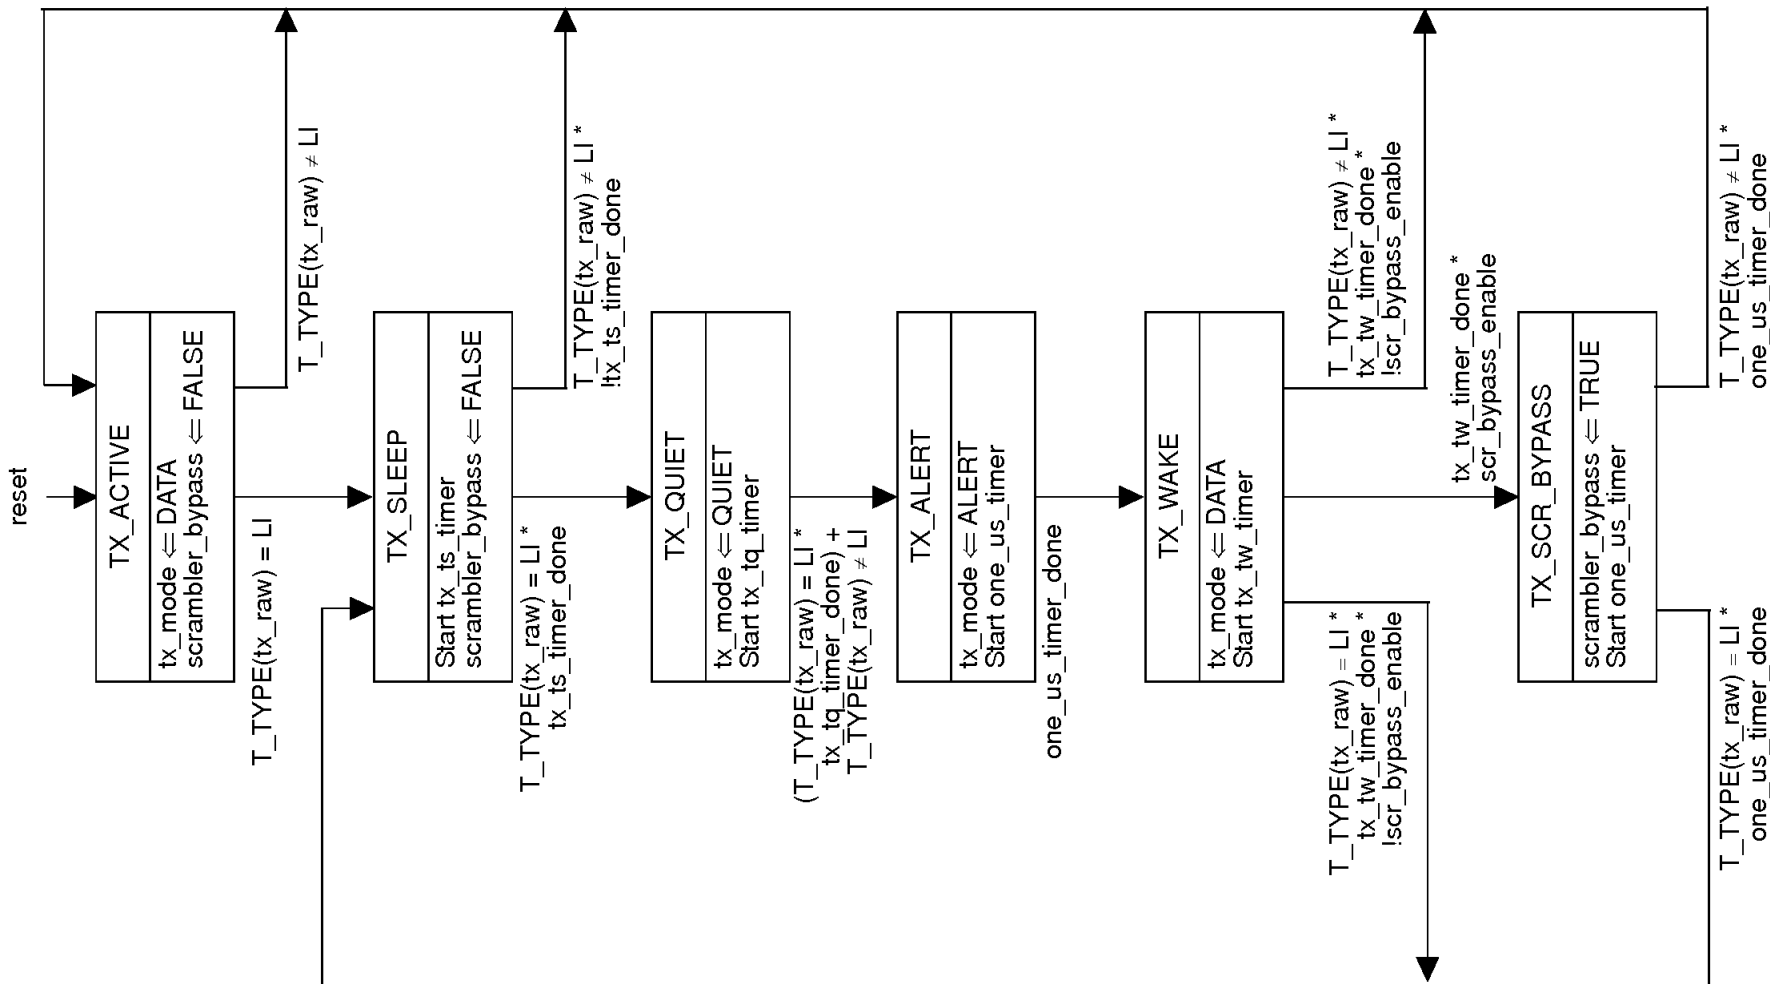 reset
TX_ACTIVE
tx_mode ⇐ DATA
scrambler_bypass ⇐ FALSE
T_TYPE(tx_raw) = LI
T_TYPE(tx_raw) ≠ LI
TX_SLEEP
Start tx_ts_timer
scrambler_bypass ⇐ FALSE
T_TYPE(tx_raw) = LI *
tx_ts_timer_done
T_TYPE(tx_raw) ≠ LI *
!tx_ts_timer_done
TX_QUIET
tx_mode ⇐ QUIET
Start tx_tq_timer
(T_TYPE(tx_raw) = LI *
tx_tq_timer_done) +
T_TYPE(tx_raw) ≠ LI
TX_ALERT
tx_mode ⇐ ALERT
Start one_us_timer
one_us_timer_done
TX_WAKE
tx_mode ⇐ DATA
Start tx_tw_timer
T_TYPE(tx_raw) = LI *
tx_tw_timer_done *
!scr_bypass_enable
T_TYPE(tx_raw) ≠ LI *
tx_tw_timer_done *
!scr_bypass_enable
tx_tw_timer_done *
scr_bypass_enable
TX_SCR_BYPASS
scrambler_bypass ⇐ TRUE
Start one_us_timer
T_TYPE(tx_raw) = LI *
one_us_timer_done
T_TYPE(tx_raw) ≠ LI *
one_us_timer_done